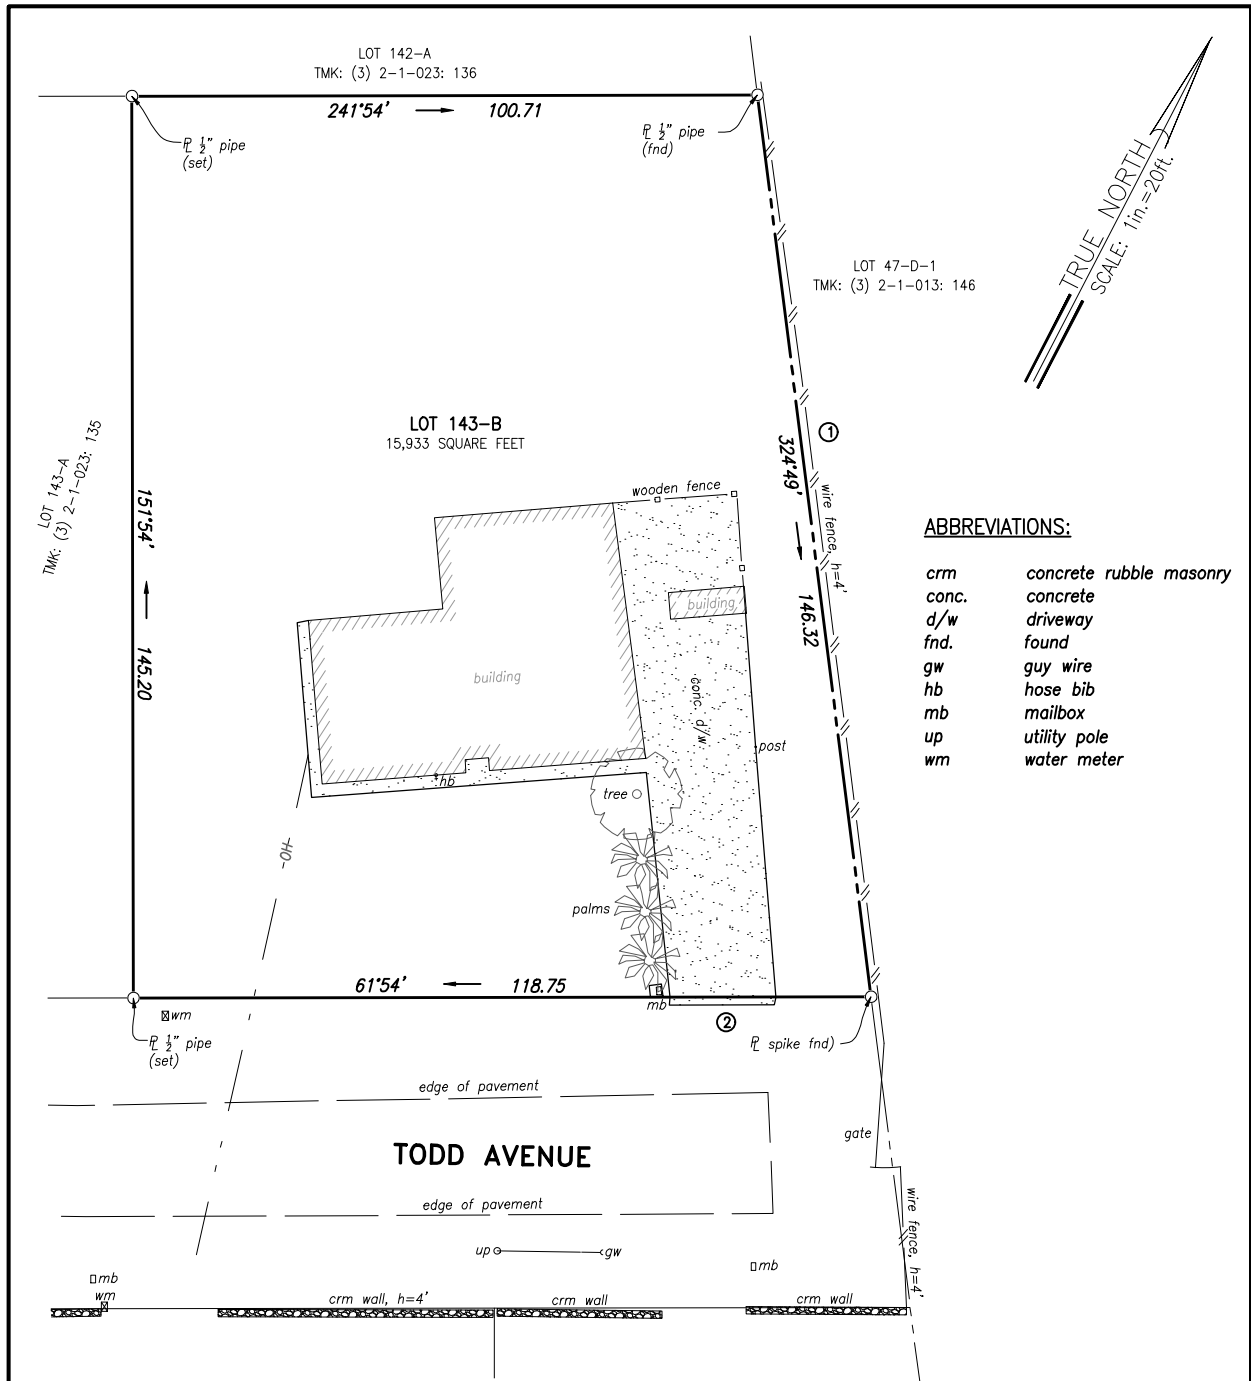 LOT 142-A
TMK: (3) 2-1-023: 136
241°54' 100.71
℄ ½" pipe
(set)
℄ ½" pipe
(fnd)
TRUE NORTH
SCALE: 1in.=20ft.
LOT 47-D-1
TMK: (3) 2-1-013: 146
LOT 143-B
15,933 SQUARE FEET
LOT 143-A
TMK: (3) 2-1-023: 135
151°54' 145.20
1
324°49' 146.32
wire fence, h=4'
wooden fence
building
building
conc. d/w
post
hb
tree
-OH-
palms
ABBREVIATIONS:
crm concrete rubble masonry
conc. concrete
d/w driveway
fnd. found
gw guy wire
hb hose bib
mb mailbox
up utility pole
wm water meter
61°54' 118.75
mb
wm
2
℄ ½" pipe
(set)
℄ spike fnd)
edge of pavement
TODD AVENUE
gate
edge of pavement
wire fence, h=4'
up gw
mb
mb
wm
crm wall, h=4'
crm wall
crm wall